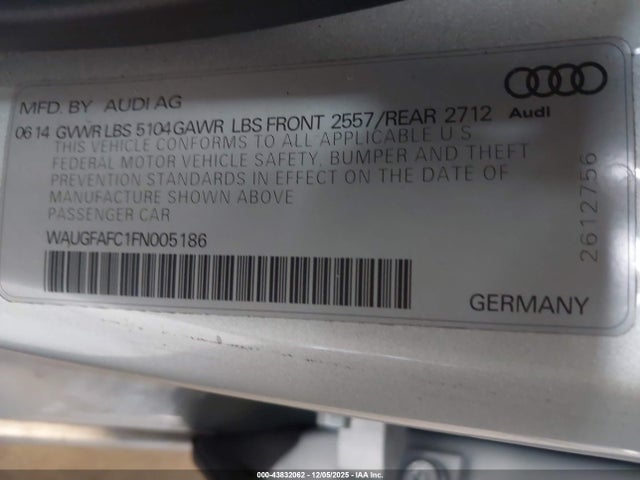 MFD. BY AUDI AG
06 14 GVWR LBS 5104 GAWR LBS FRONT 2557/REAR 2712
Audi
THIS VEHICLE CONFORMS TO ALL APPLICABLE U S
FEDERAL MOTOR VEHICLE SAFETY, BUMPER AND THEFT
PREVENTION STANDARDS IN EFFECT ON THE DATE OF
MANUFACTURE SHOWN ABOVE
PASSENGER CAR
WAUGFAFC1FN005186
2612756
GERMANY
000-43832062 - 12/05/2025 - IAA Inc.